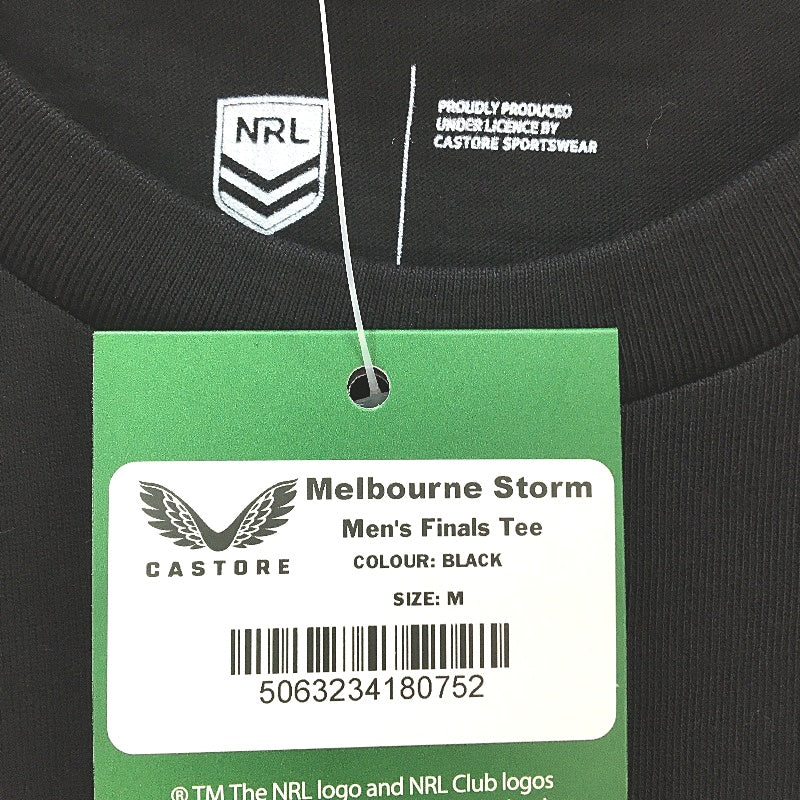 NRL
PROUDLY PRODUCED
UNDER LICENCE BY
CASTORE SPORTSWEAR
CASTORE
Melbourne Storm
Men's Finals Tee
COLOUR: BLACK
SIZE: M
5063234180752
® TM The NRL logo and NRL Club logos